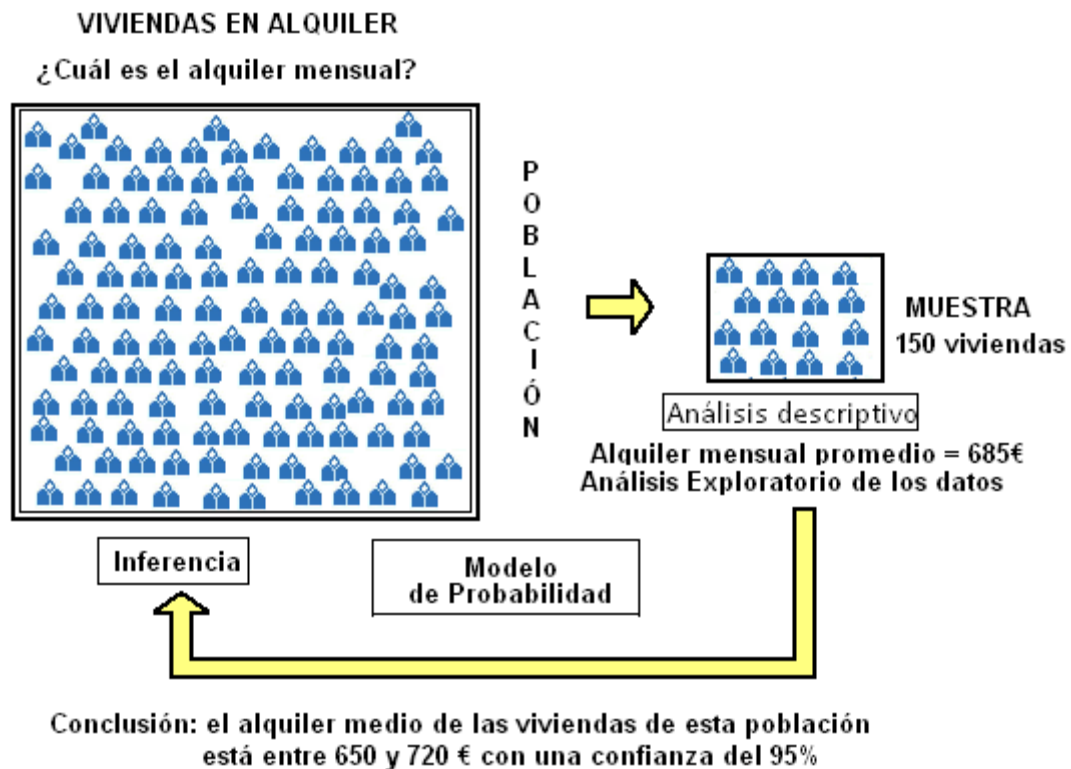 VIVIENDAS EN ALQUILER
¿Cuál es el alquiler mensual?
POBLACIÓN
MUESTRA
150 viviendas
Análisis descriptivo
Alquiler mensual promedio = 685€
Análisis Exploratorio de los datos
Inferencia
Modelo
de Probabilidad
Conclusión: el alquiler medio de las viviendas de esta población
está entre 650 y 720 € con una confianza del 95%